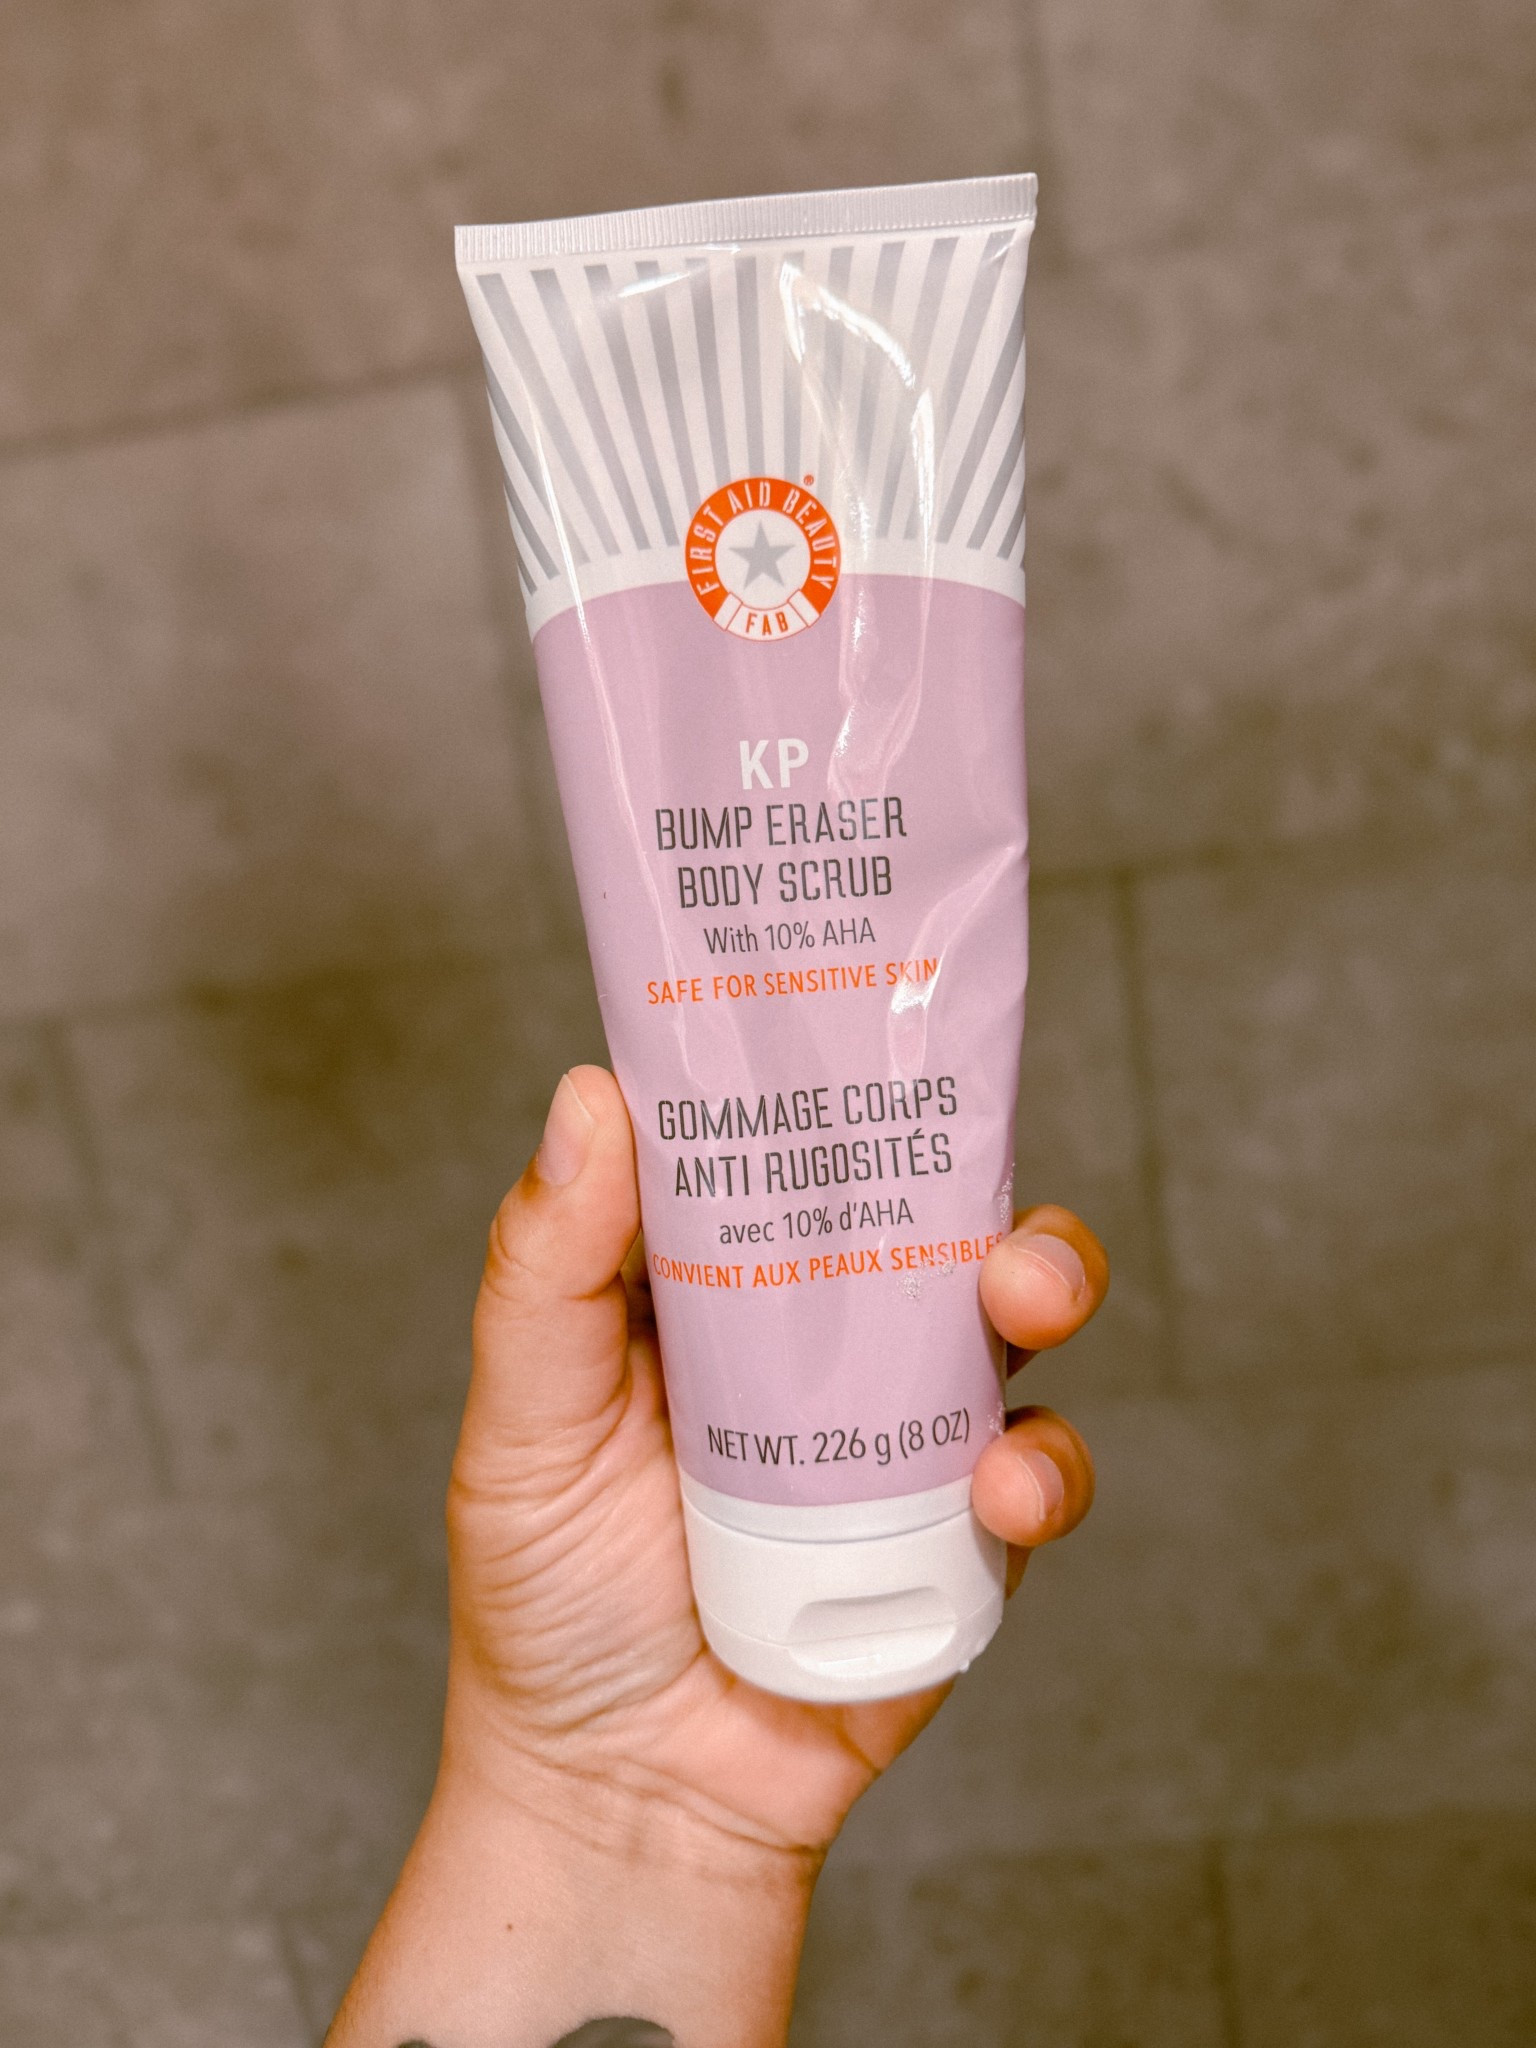 FIRST AID BEAUTY
®
FAB
KP
BUMP ERASER
BODY SCRUB
With 10% AHA
SAFE FOR SENSITIVE SKIN
GOMMAGE CORPS
ANTI RUGOSITÉS
avec 10% d'AHA
CONVIENT AUX PEAUX SENSIBLES
NET WT. 226 g (8 OZ)